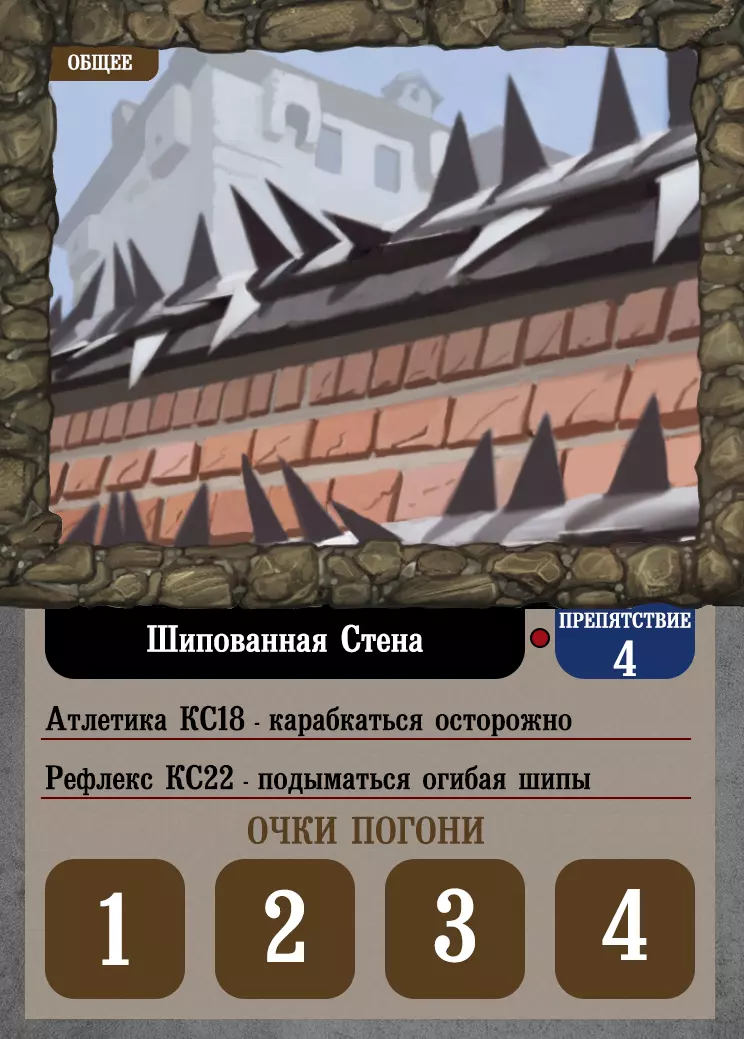 ОБЩЕЕ
Шипованная Стена
ПРЕПЯТСТВИЕ
4
Атлетика КС18 - карабкаться осторожно
Рефлекс КС22 - подыматься огибая шипы
ОЧКИ ПОГОНИ
1 2 3 4